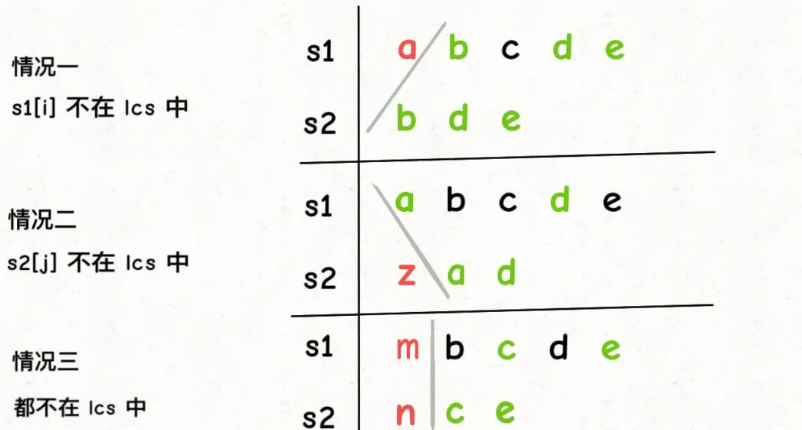 情况一
s1[i] 不在 lcs 中
s1 a b c d e
s2 b d e
情况二
s2[j] 不在 lcs 中
s1 a b c d e
s2 z a d
情况三
都不在 lcs 中
s1 m b c d e
s2 n c e